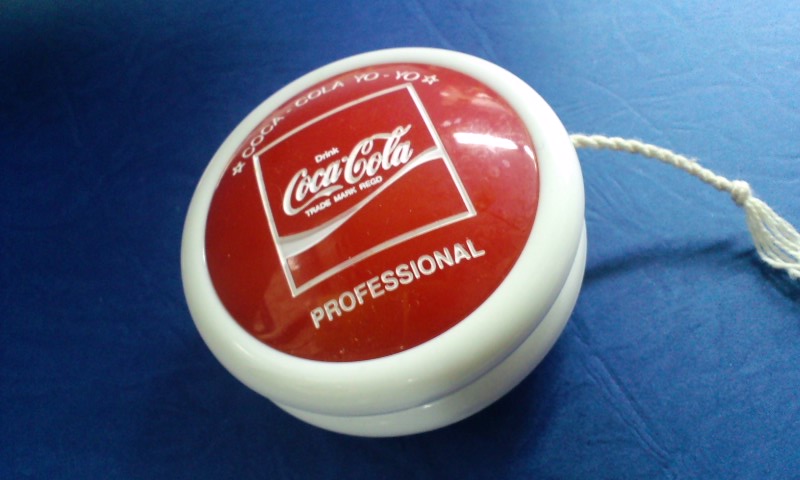 ☆ COCA-COLA YO-YO ☆
Drink
Coca-Cola
TRADE MARK REGD
PROFESSIONAL